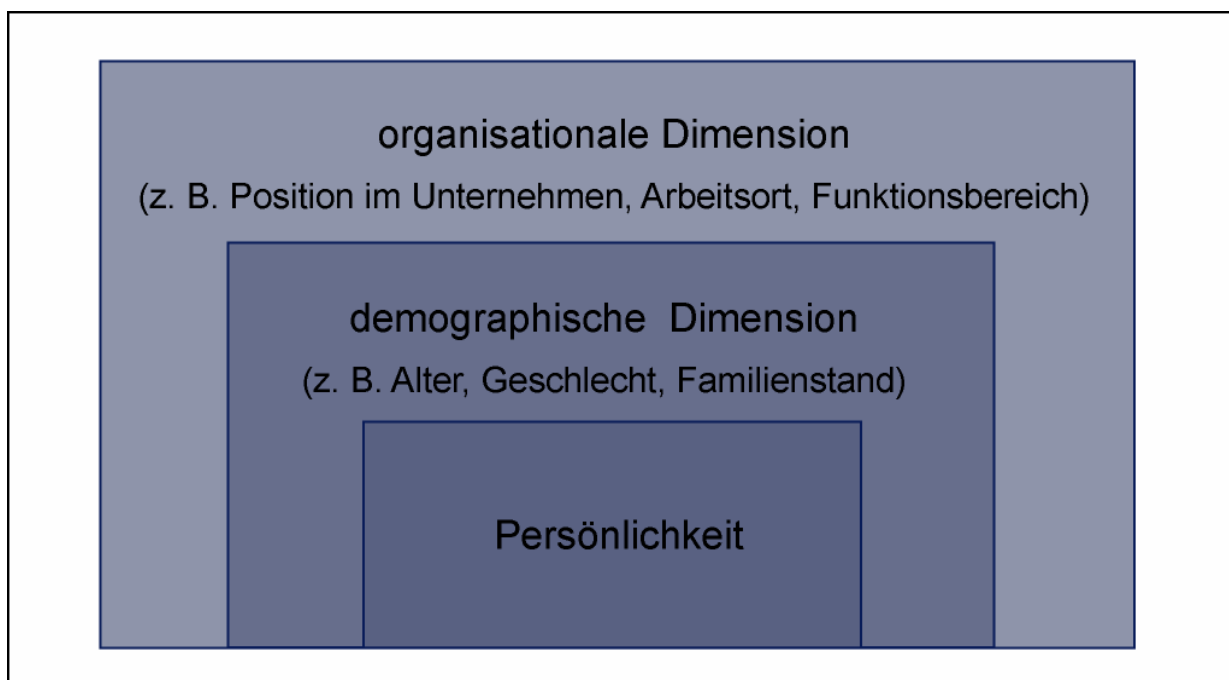 organisationale Dimension
(z. B. Position im Unternehmen, Arbeitsort, Funktionsbereich)
demographische Dimension
(z. B. Alter, Geschlecht, Familienstand)
Persönlichkeit